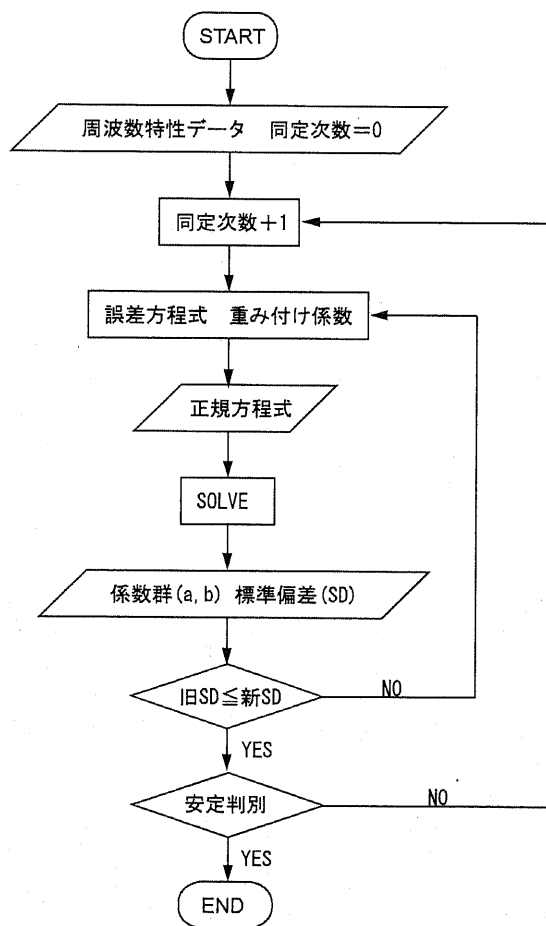 START
周波数特性データ　同定次数＝0
同定次数＋1
誤差方程式　重み付け係数
正規方程式
SOLVE
係数群(a, b) 標準偏差(SD)
旧SD≦新SD
NO
YES
安定判別
NO
YES
END